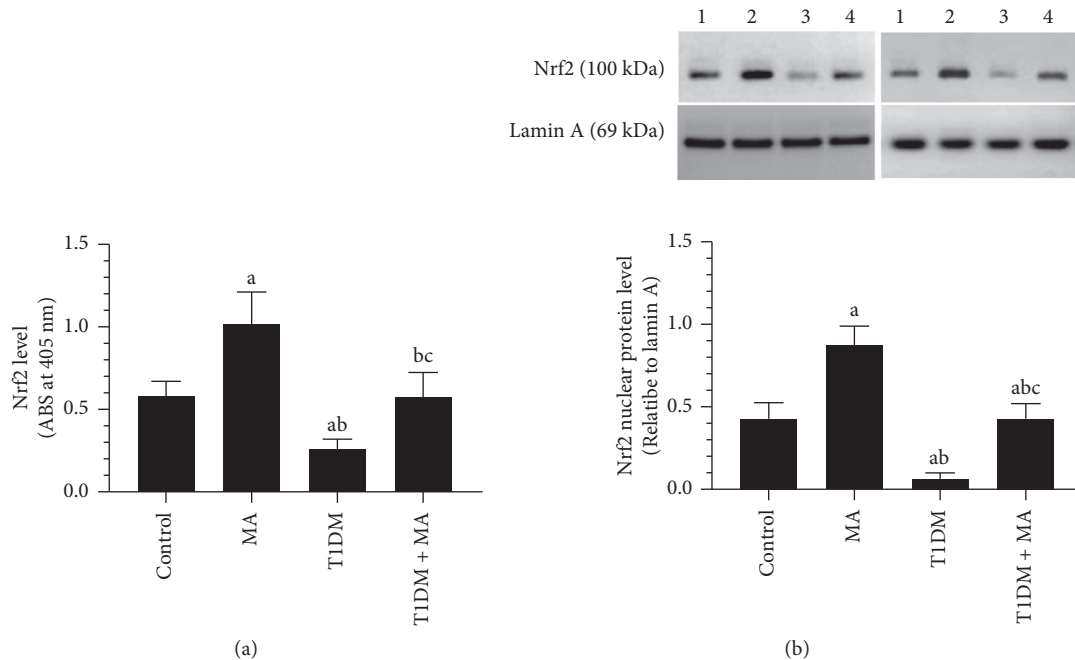 1 2 3 4 1 2 3 4
Nrf2 (100 kDa)
Lamin A (69 kDa)
Nrf2 level
(ABS at 405 nm)
1.5
1.0
0.5
0.0
a
ab
bc
Control
MA
T1DM
T1DM + MA
(a)
Nrf2 nuclear protein level
(Relatibe to lamin A)
1.5
1.0
0.5
0.0
a
ab
abc
Control
MA
T1DM
T1DM + MA
(b)